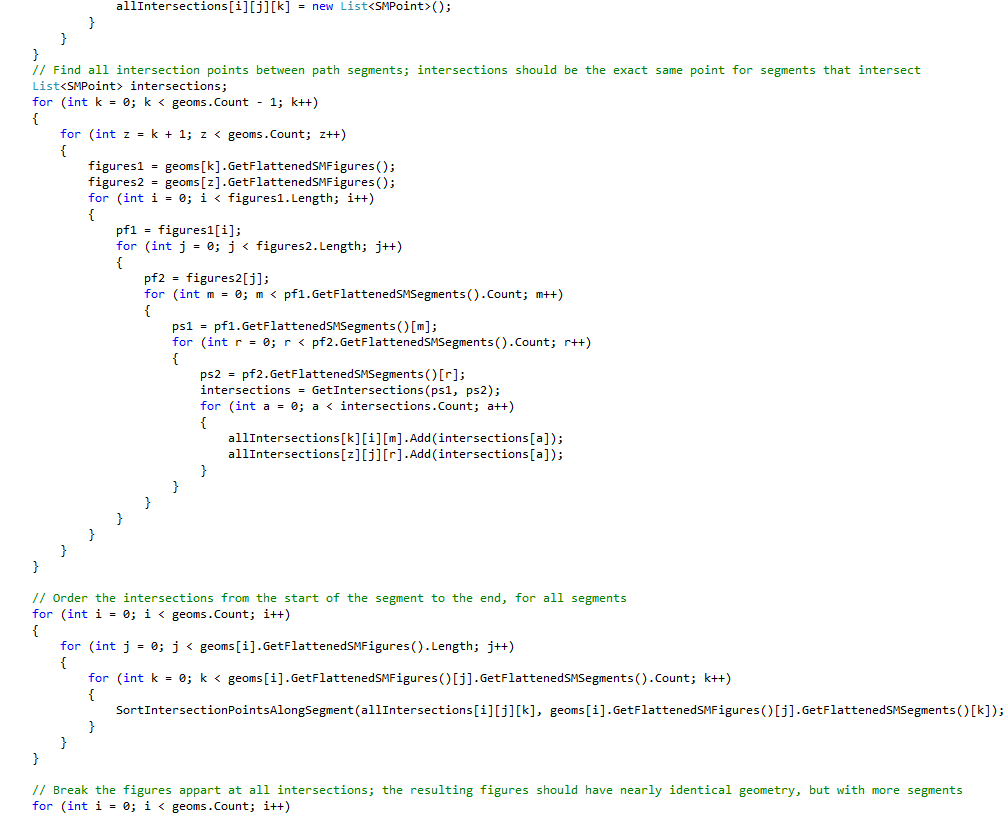 allIntersections[i][j][k] = new List<SMPoint>();
}
}
}
// Find all intersection points between path segments; intersections should be the exact same point for segments that intersect
List<SMPoint> intersections;
for (int k = 0; k < geoms.Count - 1; k++)
{
for (int z = k + 1; z < geoms.Count; z++)
{
figures1 = geoms[k].GetFlattenedSMFigures();
figures2 = geoms[z].GetFlattenedSMFigures();
for (int i = 0; i < figures1.Length; i++)
{
pf1 = figures1[i];
for (int j = 0; j < figures2.Length; j++)
{
pf2 = figures2[j];
for (int m = 0; m < pf1.GetFlattenedSMSegments().Count; m++)
{
ps1 = pf1.GetFlattenedSMSegments()[m];
for (int r = 0; r < pf2.GetFlattenedSMSegments().Count; r++)
{
ps2 = pf2.GetFlattenedSMSegments()[r];
intersections = GetIntersections(ps1, ps2);
for (int a = 0; a < intersections.Count; a++)
{
allIntersections[k][i][m].Add(intersections[a]);
allIntersections[z][j][r].Add(intersections[a]);
}
}
}
}
}
}
}
// Order the intersections from the start of the segment to the end, for all segments
for (int i = 0; i < geoms.Count; i++)
{
for (int j = 0; j < geoms[i].GetFlattenedSMFigures().Length; j++)
{
for (int k = 0; k < geoms[i].GetFlattenedSMFigures()[j].GetFlattenedSMSegments().Count; k++)
{
SortIntersectionPointsAlongSegment(allIntersections[i][j][k], geoms[i].GetFlattenedSMFigures()[j].GetFlattenedSMSegments()[k]);
}
}
}
// Break the figures appart at all intersections; the resulting figures should have nearly identical geometry, but with more segments
for (int i = 0; i < geoms.Count; i++)